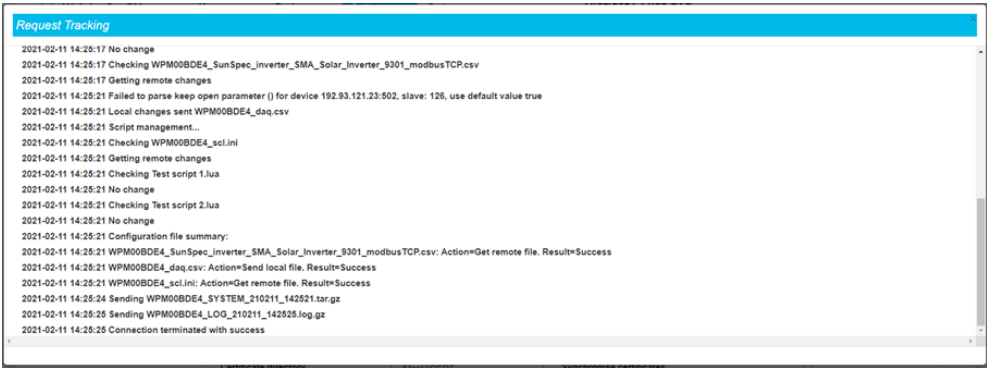 Request Tracking
x
2021-02-11 14:25:17 No change
2021-02-11 14:25:17 Checking WPM00BDE4_SunSpec_inverter_SMA_Solar_Inverter_9301_modbusTCP.csv
2021-02-11 14:25:17 Getting remote changes
2021-02-11 14:25:21 Failed to parse keep open parameter () for device 192.93.121.23:502, slave: 126, use default value true
2021-02-11 14:25:21 Local changes sent WPM00BDE4_daq.csv
2021-02-11 14:25:21 Script management...
2021-02-11 14:25:21 Checking WPM00BDE4_scl.ini
2021-02-11 14:25:21 Getting remote changes
2021-02-11 14:25:21 Checking Test script 1.lua
2021-02-11 14:25:21 No change
2021-02-11 14:25:21 Checking Test script 2.lua
2021-02-11 14:25:21 No change
2021-02-11 14:25:21 Configuration file summary:
2021-02-11 14:25:21 WPM00BDE4_SunSpec_inverter_SMA_Solar_Inverter_9301_modbusTCP.csv: Action=Get remote file. Result=Success
2021-02-11 14:25:21 WPM00BDE4_daq.csv: Action=Send local file. Result=Success
2021-02-11 14:25:21 WPM00BDE4_scl.ini: Action=Get remote file. Result=Success
2021-02-11 14:25:24 Sending WPM00BDE4_SYSTEM_210211_142521.tar.gz
2021-02-11 14:25:25 Sending WPM00BDE4_LOG_210211_142525.log.gz
2021-02-11 14:25:25 Connection terminated with success
Certificate directory
Synchronise certificates